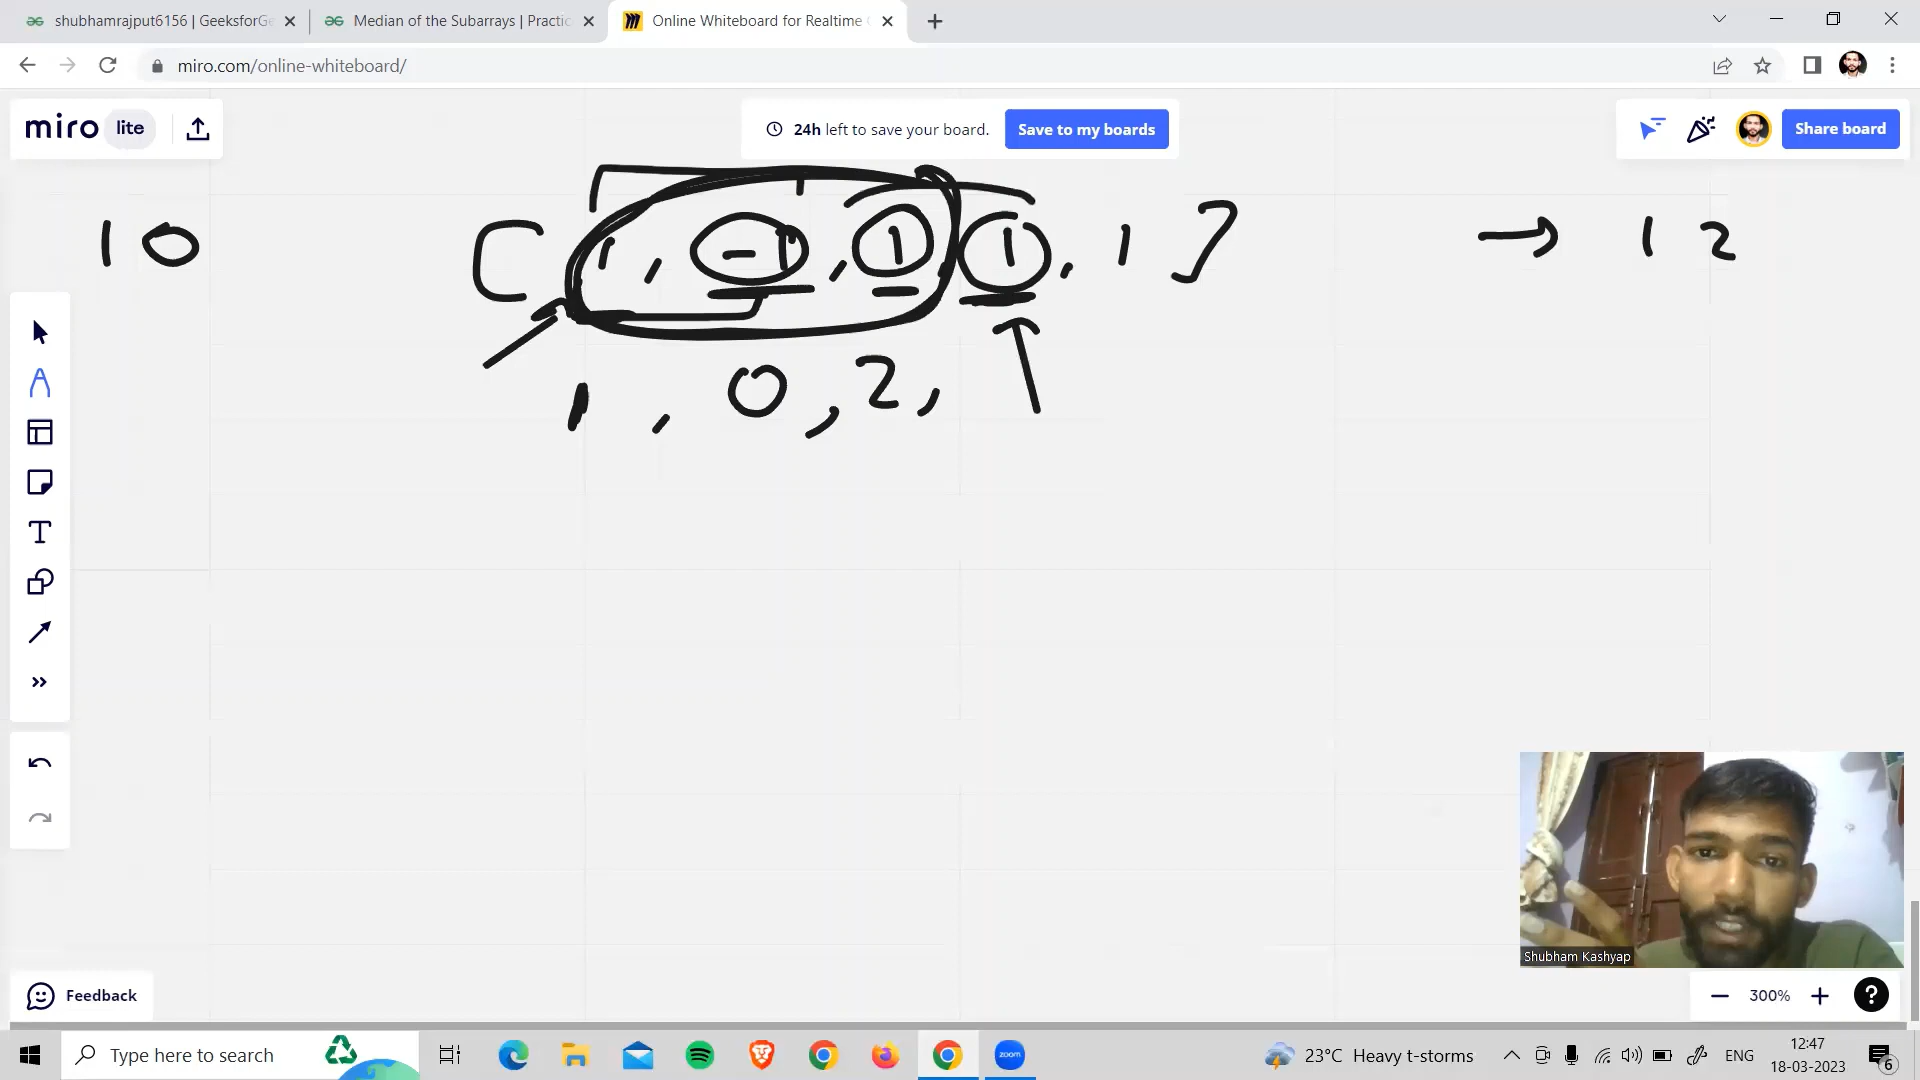 shubhamrajput6156 | GeeksforGe
Median of the Subarrays | Practic
Online Whiteboard for Realtime
miro.com/online-whiteboard/
miro lite
24h left to save your board.
Save to my boards
Share board
10 [1, -1, 1, 1, 1] → 12
1, 0, 2,
T
Shubham Kashyap
Feedback
300%
?
Type here to search
zoom
23°C Heavy t-storms
ENG
12:47
18-03-2023
6